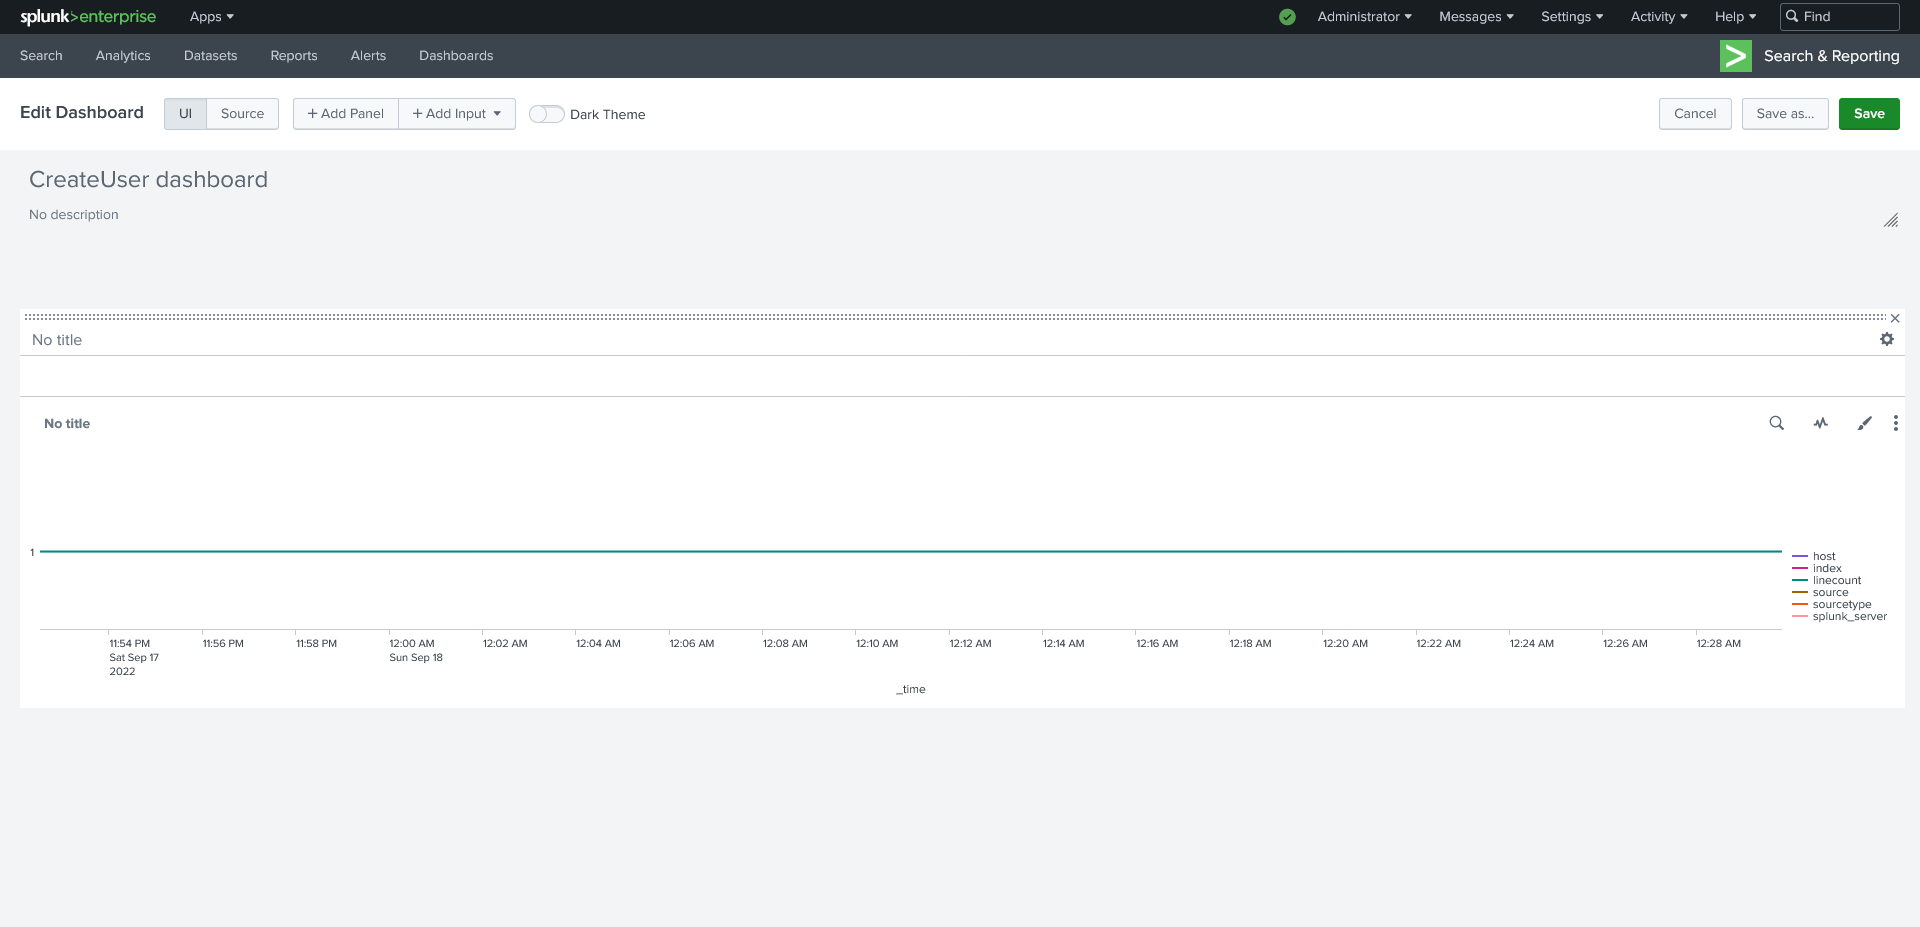 splunk>enterprise Apps Administrator Messages Settings Activity Help Find
Search Analytics Datasets Reports Alerts Dashboards Search & Reporting
Edit Dashboard UI Source + Add Panel + Add Input Dark Theme Cancel Save as... Save
CreateUser dashboard
No description
No title
No title
1
host
index
linecount
source
sourcetype
splunk_server
11:54 PM 11:56 PM 11:58 PM 12:00 AM 12:02 AM 12:04 AM 12:06 AM 12:08 AM 12:10 AM 12:12 AM 12:14 AM 12:16 AM 12:18 AM 12:20 AM 12:22 AM 12:24 AM 12:26 AM 12:28 AM
Sat Sep 17 Sun Sep 18
2022
_time